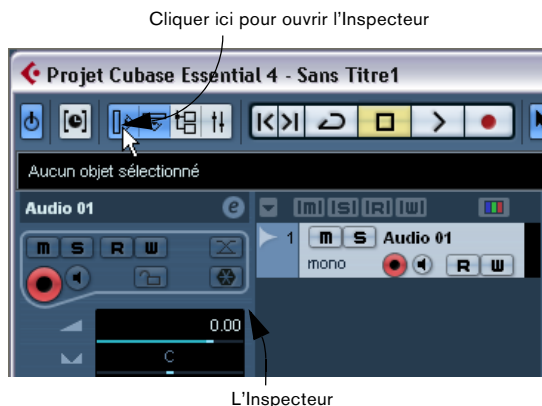 Cliquer ici pour ouvrir l'Inspecteur
Projet Cubase Essential 4 - Sans Titre1
Aucun objet sélectionné
Audio 01
e
m S R W
0.00
C
[m] [S] [R] [W]
1 m S Audio 01
mono R W
L'Inspecteur